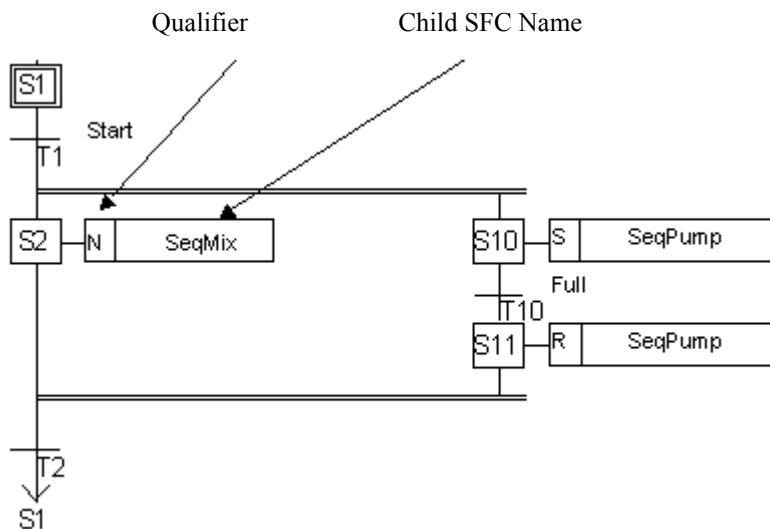 Qualifier Child SFC Name
S1
Start
T1
S2 N SeqMix S10 S SeqPump
Full
T10
S11 R SeqPump
T2
S1